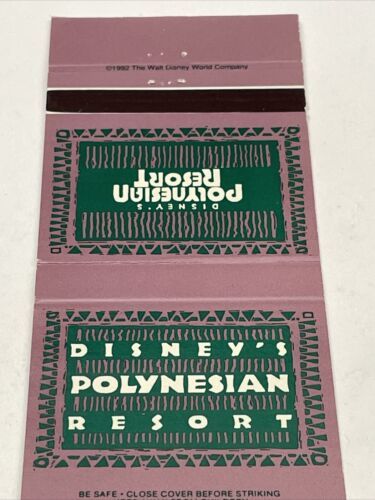 ©1992 The Walt Disney World Company
DISNEY'S
POLYNESIAN
RESORT
DISNEY'S
POLYNESIAN
RESORT
BE SAFE • CLOSE COVER BEFORE STRIKING